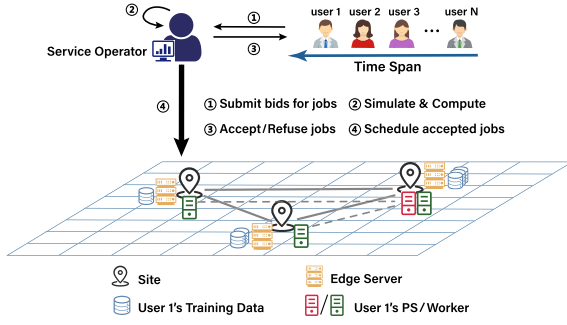 ②
①
③
user 1 user 2 user 3 ... user N
Service Operator
Time Span
④
① Submit bids for jobs ② Simulate & Compute
③ Accept/Refuse jobs ④ Schedule accepted jobs
Site
Edge Server
User 1's Training Data
/
User 1's PS/Worker